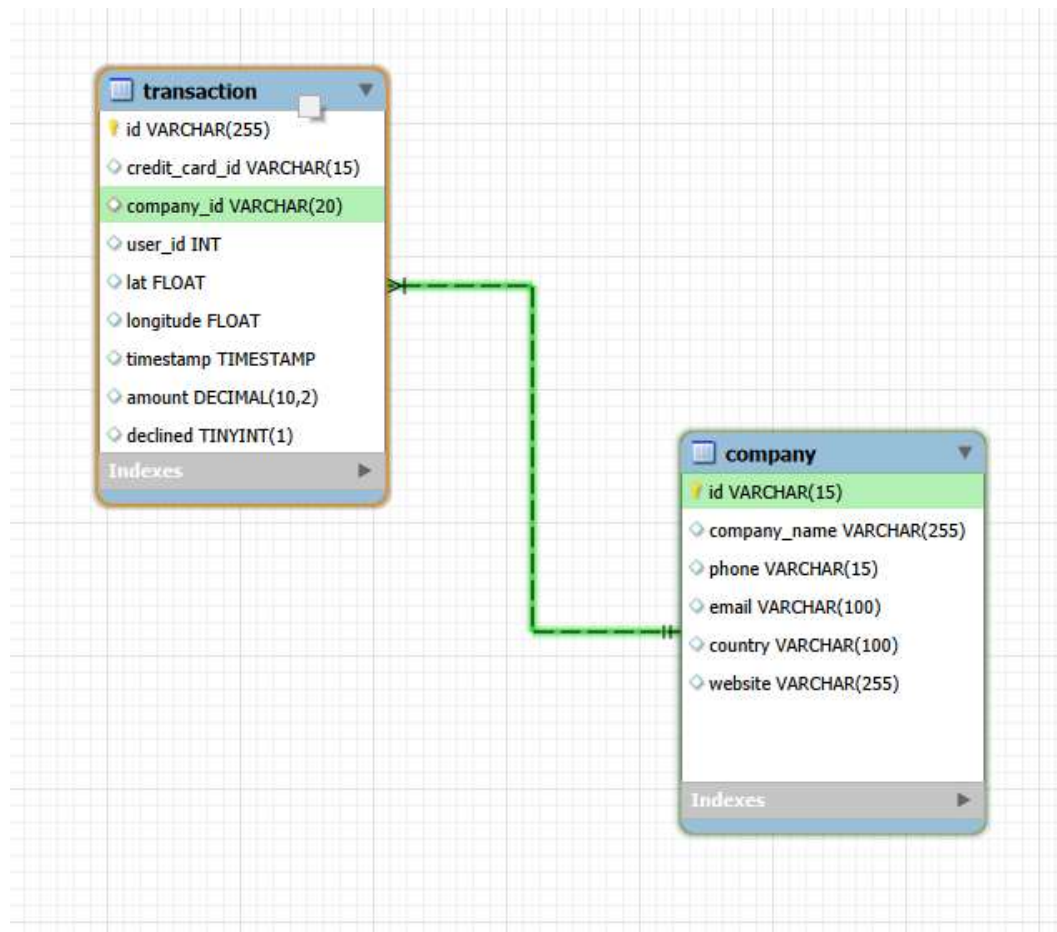 transaction
id VARCHAR(255)
credit_card_id VARCHAR(15)
company_id VARCHAR(20)
user_id INT
lat FLOAT
longitude FLOAT
timestamp TIMESTAMP
amount DECIMAL(10,2)
declined TINYINT(1)
Indexes
company
id VARCHAR(15)
company_name VARCHAR(255)
phone VARCHAR(15)
email VARCHAR(100)
country VARCHAR(100)
website VARCHAR(255)
Indexes